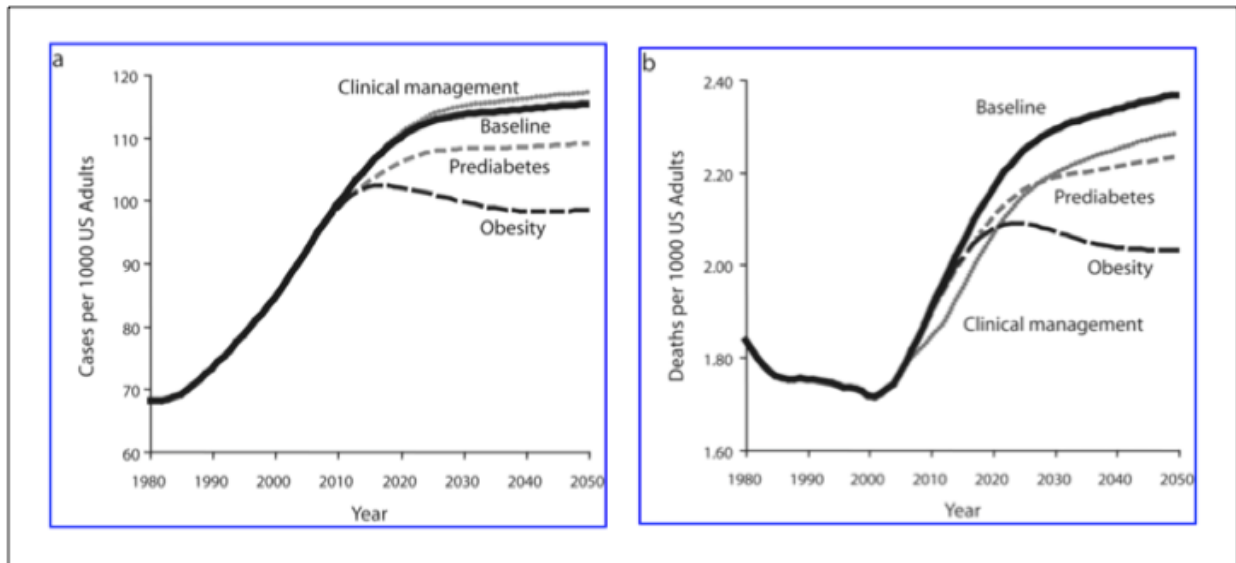 a
Cases per 1000 US Adults
120
110
100
90
80
70
60
Clinical management
Baseline
Prediabetes
Obesity
1980 1990 2000 2010 2020 2030 2040 2050
Year
b
Deaths per 1000 US Adults
2.40
2.20
2.00
1.80
1.60
Baseline
Prediabetes
Obesity
Clinical management
1980 1990 2000 2010 2020 2030 2040 2050
Year